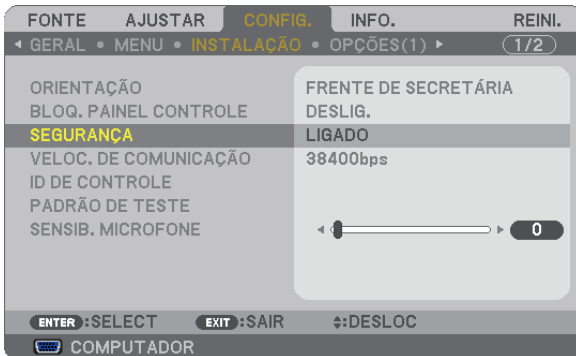 FONTE AJUSTAR CONFIG. INFO. REINI.
GERAL • MENU • INSTALAÇÃO • OPÇÕES(1) 1/2
ORIENTAÇÃO FRENTE DE SECRETÁRIA
BLOQ. PAINEL CONTROLE DESLIG.
SEGURANÇA LIGADO
VELOC. DE COMUNICAÇÃO 38400bps
ID DE CONTROLE
PADRÃO DE TESTE
SENSIB. MICROFONE 0
ENTER :SELECT EXIT :SAIR :DESLOC
COMPUTADOR